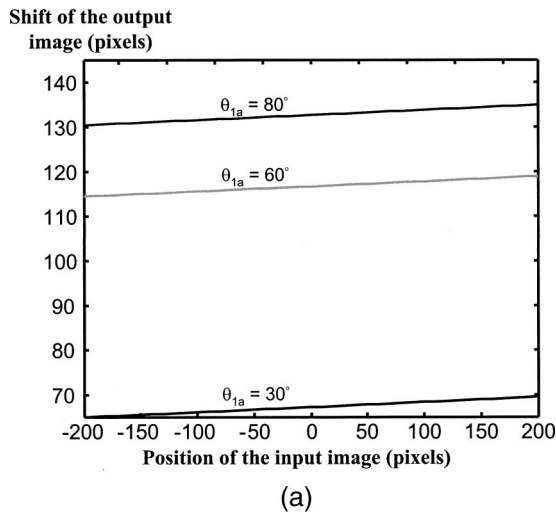 Shift of the output
image (pixels)
140
130
120
110
100
90
80
70
θ1a = 80°
θ1a = 60°
θ1a = 30°
-200 -150 -100 -50 0 50 100 150 200
Position of the input image (pixels)
(a)